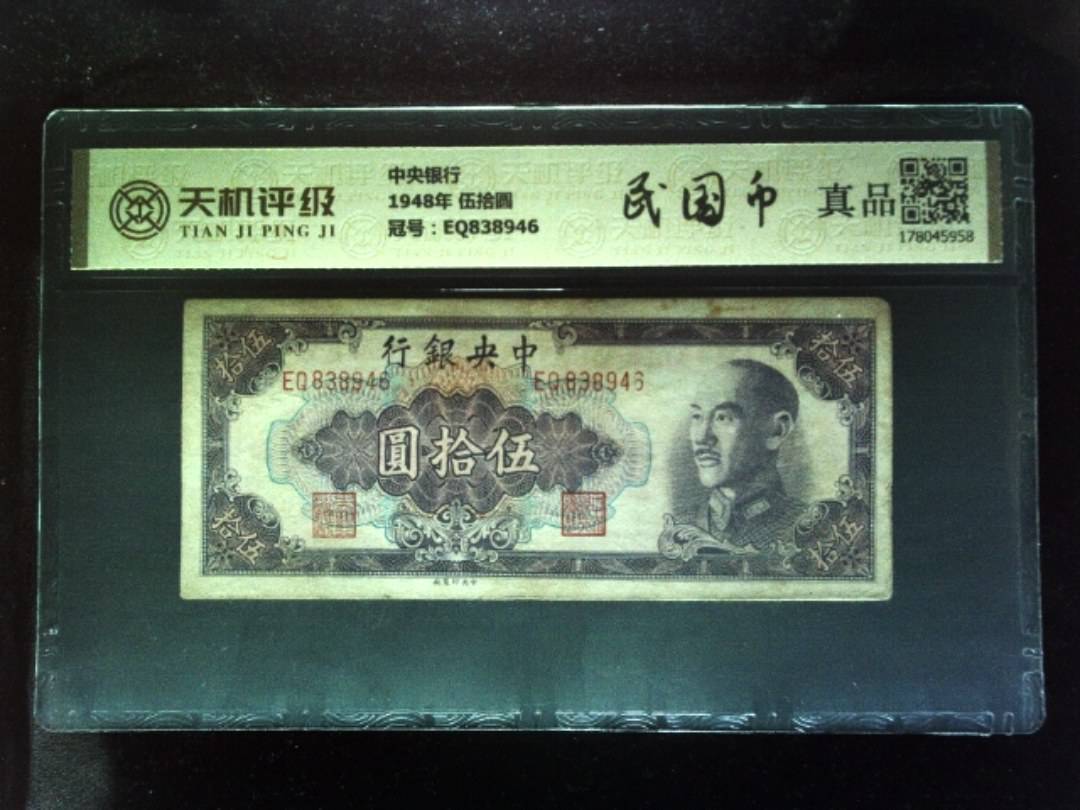 天机评级
TIAN JI PING JI
中央银行
1948年 伍拾圆
冠号：EQ838946
民国币
真品
178045958
行銀央中
EQ838946
EQ838946
圓拾伍
拾伍
拾伍
拾伍
拾伍